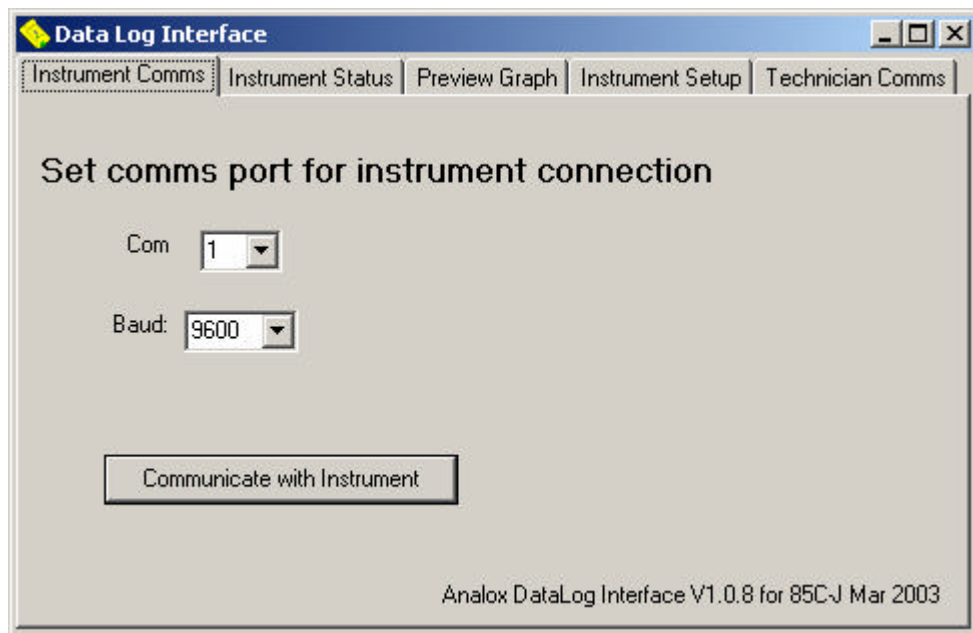 Data Log Interface
Instrument Comms Instrument Status Preview Graph Instrument Setup Technician Comms
Set comms port for instrument connection
Com 1
Baud: 9600
Communicate with Instrument
Analox DataLog Interface V1.0.8 for 85C-J Mar 2003